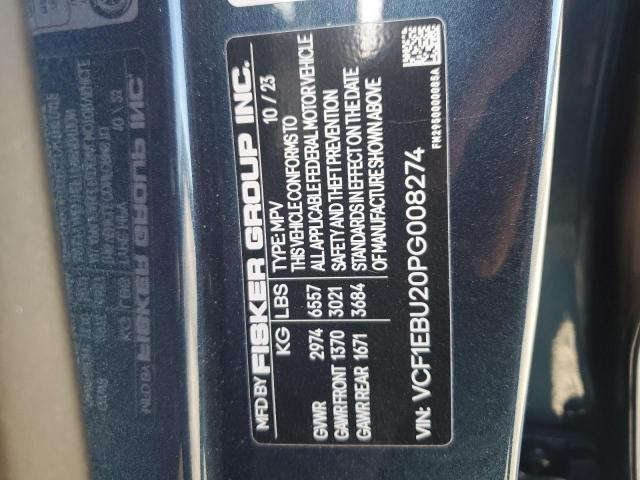 MFD BY FISKER GROUP INC.
KG LBS TYPE: MPV 10 / 23
GVWR 2974 6557
GAWR FRONT 1370 3021
GAWR REAR 1671 3684
THIS VEHICLE CONFORMS TO
ALL APPLICABLE FEDERAL MOTOR VEHICLE
SAFETY AND THEFT PREVENTION
STANDARDS IN EFFECT ON THE DATE
OF MANUFACTURE SHOWN ABOVE
VIN: VCF1EBU20PG008274
FM29S0000008SA